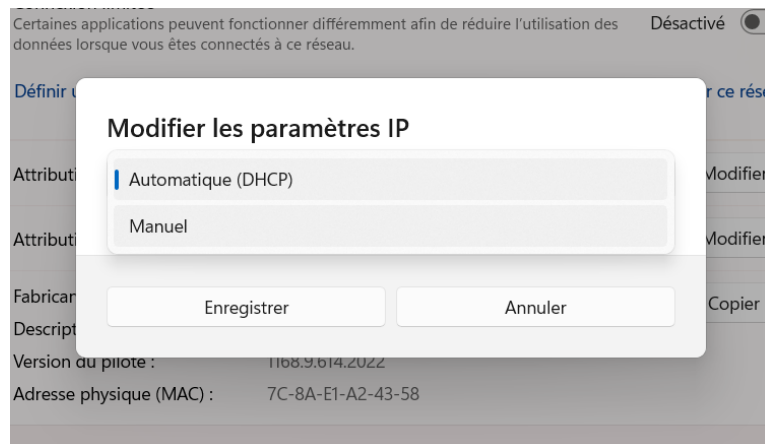 Certaines applications peuvent fonctionner différemment afin de réduire l'utilisation des
données lorsque vous êtes connectés à ce réseau.
Désactivé
Définir
r ce rés
Modifier les paramètres IP
Automatique (DHCP)
Manuel
Attributi
Modifier
Attributi
Modifier
Enregistrer
Annuler
Fabrican
Copier
Descript
Version du pilote :
1168.9.614.2022
Adresse physique (MAC) :
7C-8A-E1-A2-43-58